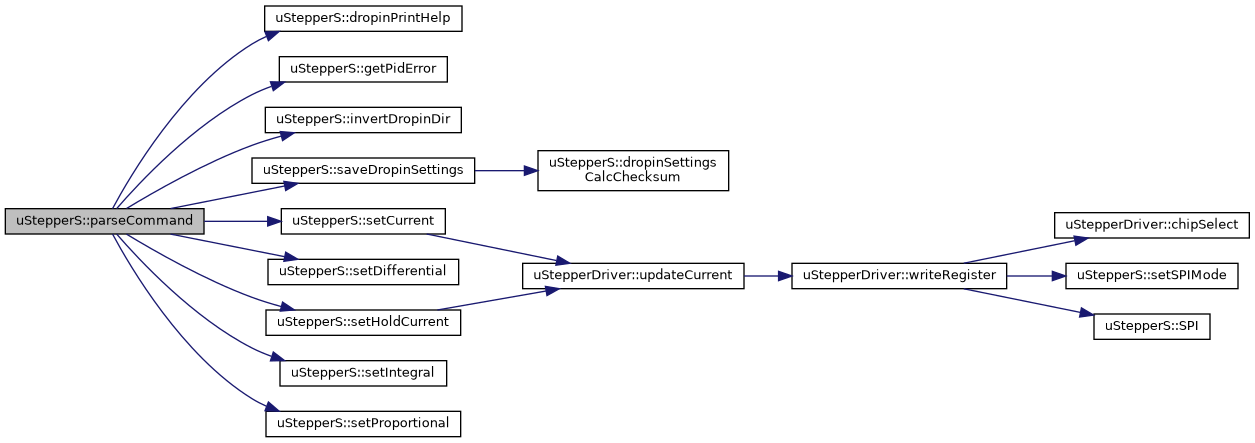 uStepperS::dropinPrintHelp
uStepperS::getPidError
uStepperS::invertDropinDir
uStepperS::saveDropinSettings
uStepperS::dropinSettings
CalcChecksum
uStepperS::parseCommand
uStepperS::setCurrent
uStepperDriver::chipSelect
uStepperS::setDifferential
uStepperDriver::updateCurrent
uStepperDriver::writeRegister
uStepperS::setSPIMode
uStepperS::setHoldCurrent
uStepperS::SPI
uStepperS::setIntegral
uStepperS::setProportional